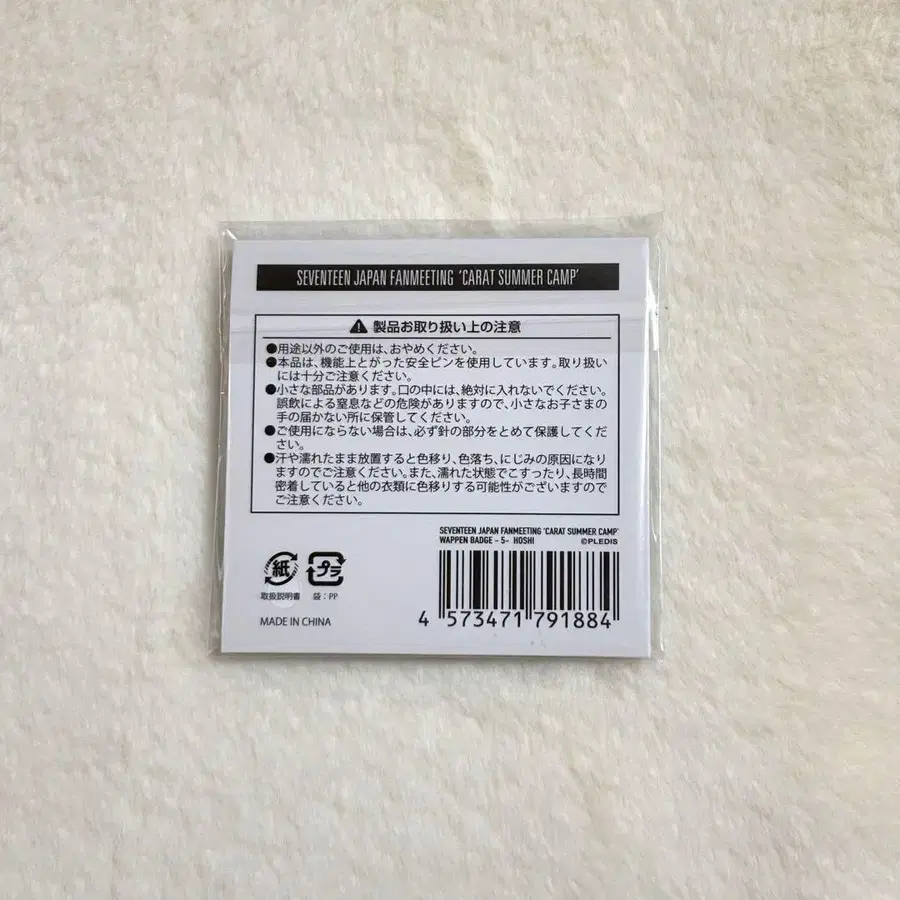 SEVENTEEN JAPAN FANMEETING 'CARAT SUMMER CAMP'
製品お取り扱い上の注意
●用途以外のご使用は、おやめください。
●本品は、機能上とがった安全ピンを使用しています。取り扱い
には十分ご注意ください。
●小さな部品があります。口の中には、絶対に入れないでください。
誤飲による窒息などの危険がありますので、小さなお子さまの
手の届かない所に保管してください。
●ご使用にならない場合は、必ず針の部分をとめて保護してくだ
さい。
●汗や濡れたまま放置すると色移り、色落ち、にじみの原因になり
ますのでご注意ください。また、濡れた状態でこすったり、長時間
密着していると他の衣類に色移りする可能性がございますので
ご注意ください。
SEVENTEEN JAPAN FANMEETING 'CARAT SUMMER CAMP'
WAPPEN BADGE - 5- HOSHI ©PLEDIS
紙 プラ
取扱説明書 袋:PP
MADE IN CHINA
4 573471 791884